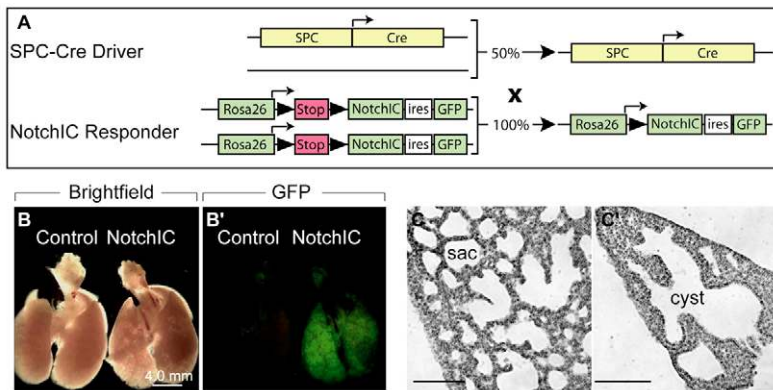 A
SPC Cre
SPC-Cre Driver 50% SPC Cre
X
Rosa26 Stop NotchIC ires GFP
NotchIC Responder 100% Rosa26 NotchIC ires GFP
Rosa26 Stop NotchIC ires GFP
Brightfield GFP
B B' C C'
Control NotchIC Control NotchIC
sac
cyst
4.0 mm